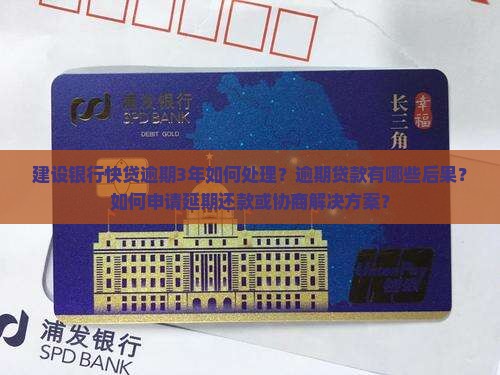 浦发银行
SPD BANK
DEBIT GOLD
长三角
幸福
建设银行快贷逾期3年如何处理？逾期贷款有哪些后果？
如何申请延期还款或协商解决方案？
UnionPay
银联
浦发银行
SPD BANK